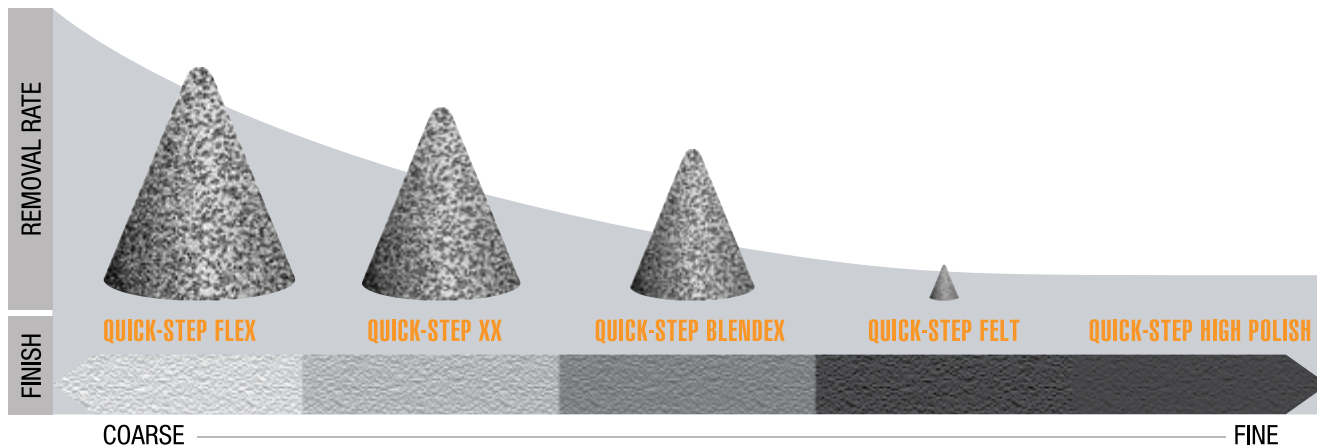 REMOVAL RATE
QUICK-STEP FLEX
QUICK-STEP XX
QUICK-STEP BLENDEX
QUICK-STEP FELT
QUICK-STEP HIGH POLISH
FINISH
COARSE
FINE